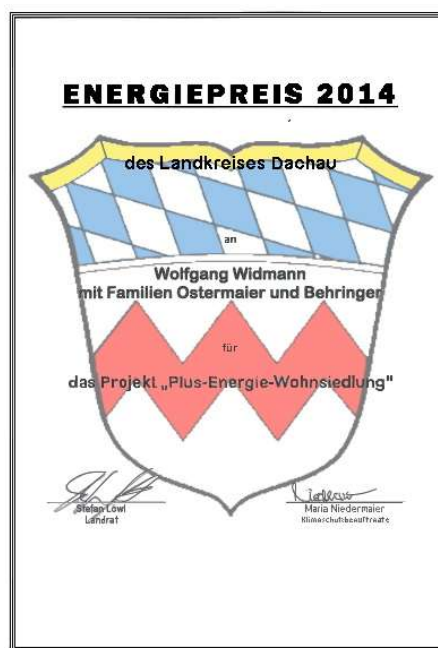 ENERGIEPREIS 2014
des Landkreises Dachau
an
Wolfgang Widmann
mit Familien Ostermaier und Behringer
für
das Projekt „Plus-Energie-Wohnsiedlung"
Stefan Löwl
Landrat
Maria Niedermaier
Klimaschutzbeauftragte